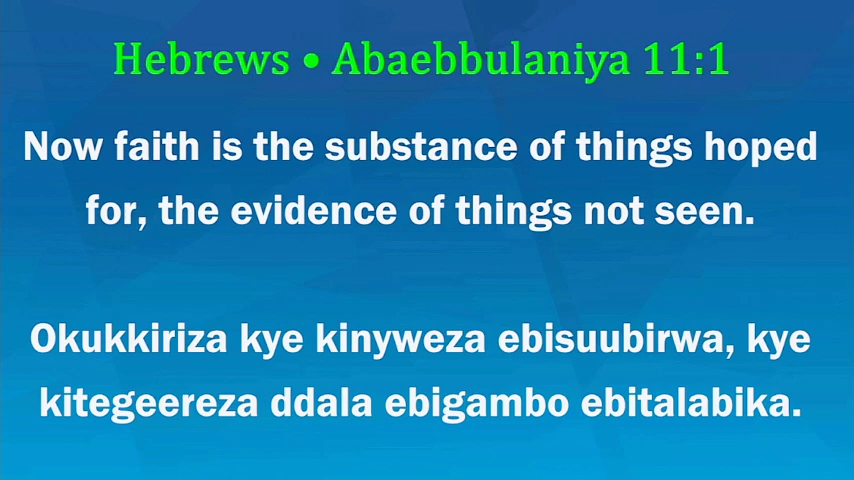 Hebrews • Abaebbulaniya 11:1
Now faith is the substance of things hoped
for, the evidence of things not seen.
Okukkiriza kye kinyweza ebisuubirwa, kye
kitegeereza ddala ebigambo ebitalabika.